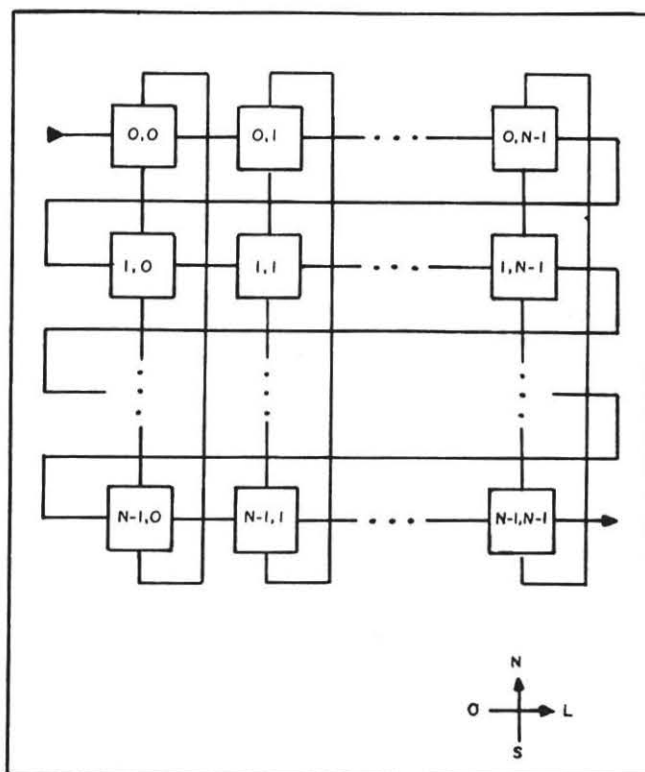 0,0 0,1 . . . 0,N-1
1,0 1,1 . . . 1,N-1
N-1,0 N-1,1 . . . N-1,N-1
N
O L
S